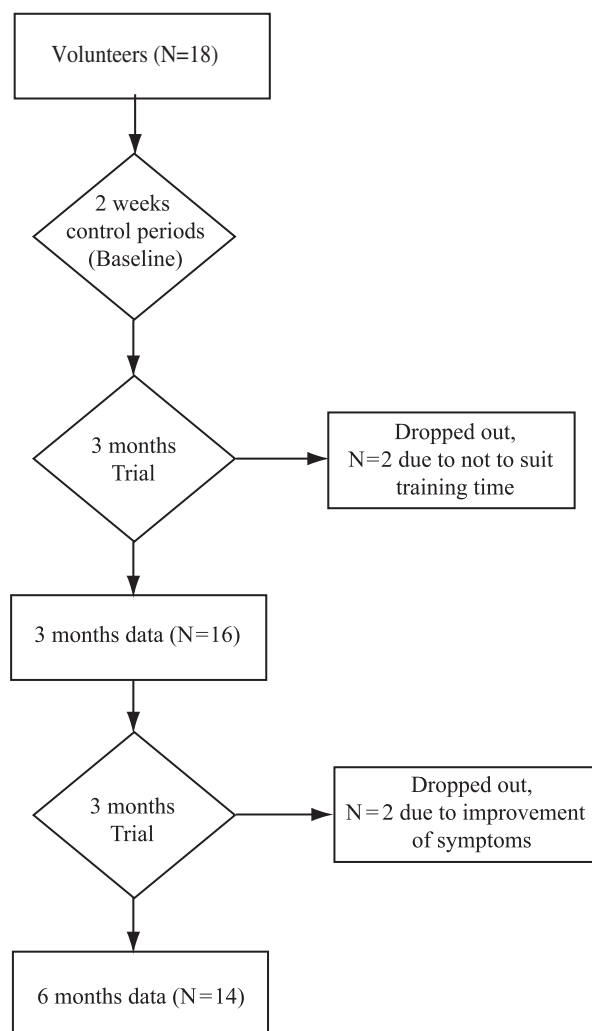 Volunteers (N=18)
2 weeks
control periods
(Baseline)
3 months
Trial
Dropped out,
N=2 due to not to suit
training time
3 months data (N=16)
3 months
Trial
Dropped out,
N=2 due to improvement
of symptoms
6 months data (N=14)